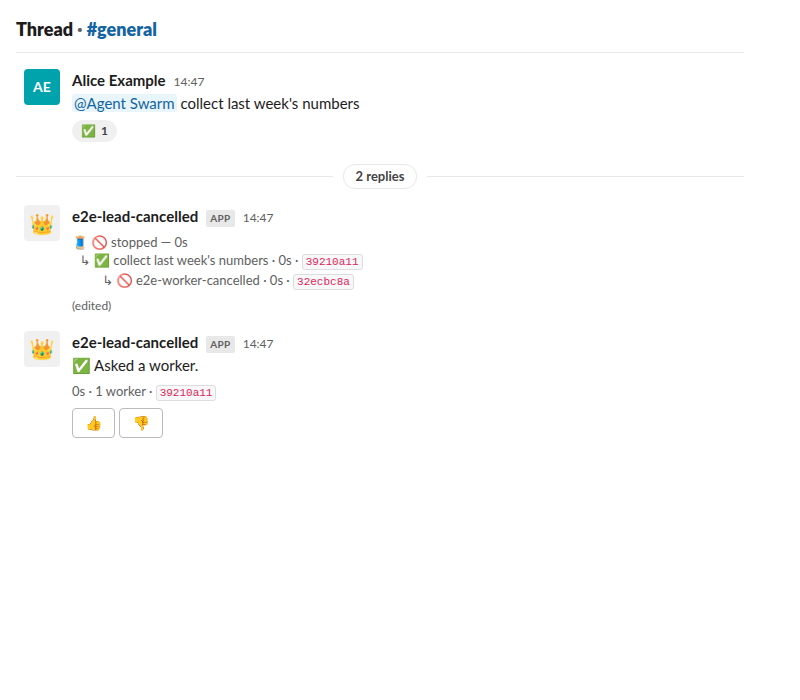 Thread • #general
AE
Alice Example 14:47
@Agent Swarm collect last week's numbers
✅ 1
2 replies
e2e-lead-cancelled APP 14:47
🧵 🚫 stopped — 0s
↳ ✅ collect last week's numbers · 0s · 39210a11
↳ 🚫 e2e-worker-cancelled · 0s · 32ecbc8a
(edited)
e2e-lead-cancelled APP 14:47
✅ Asked a worker.
0s · 1 worker · 39210a11
👍 👎